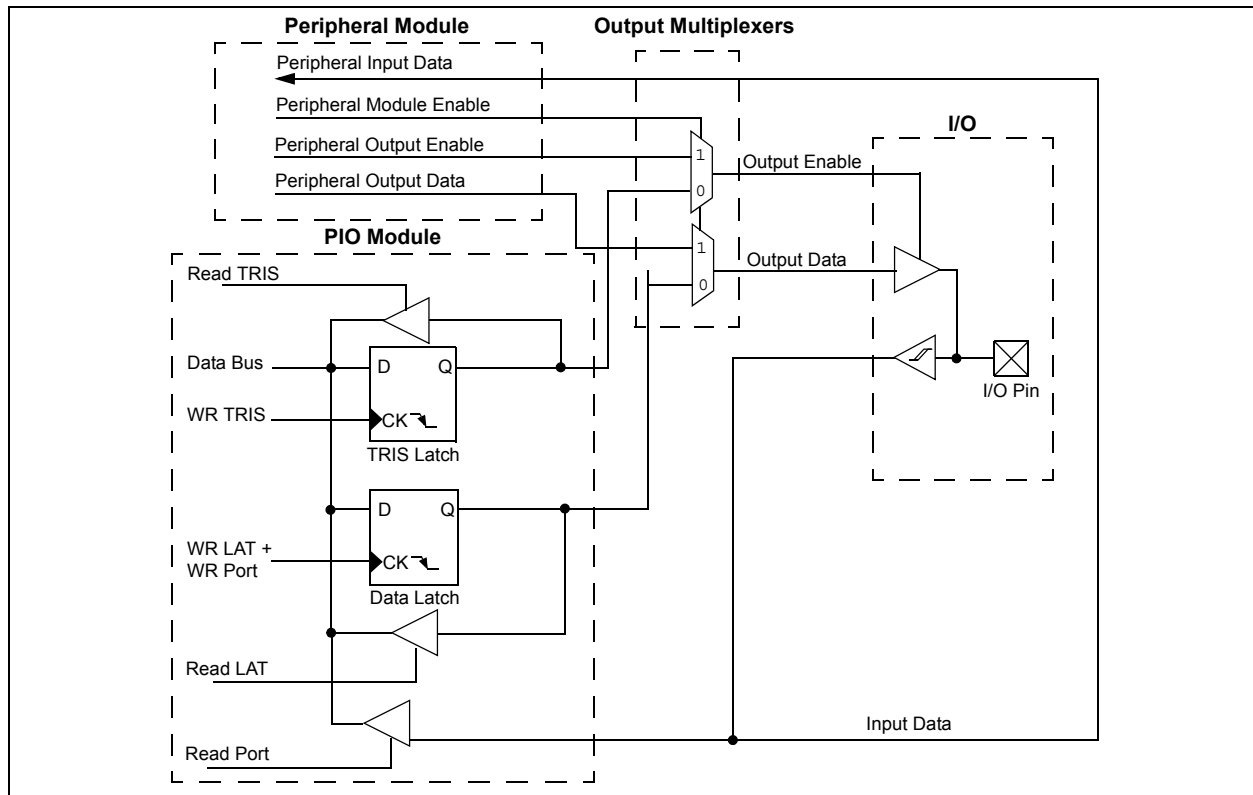 Peripheral Module
Output Multiplexers
Peripheral Input Data
Peripheral Module Enable
I/O
Peripheral Output Enable
1
Output Enable
Peripheral Output Data
0
PIO Module
1
Output Data
Read TRIS
0
Data Bus
D
Q
I/O Pin
WR TRIS
CK
TRIS Latch
D
Q
WR LAT +
WR Port
CK
Data Latch
Read LAT
Input Data
Read Port